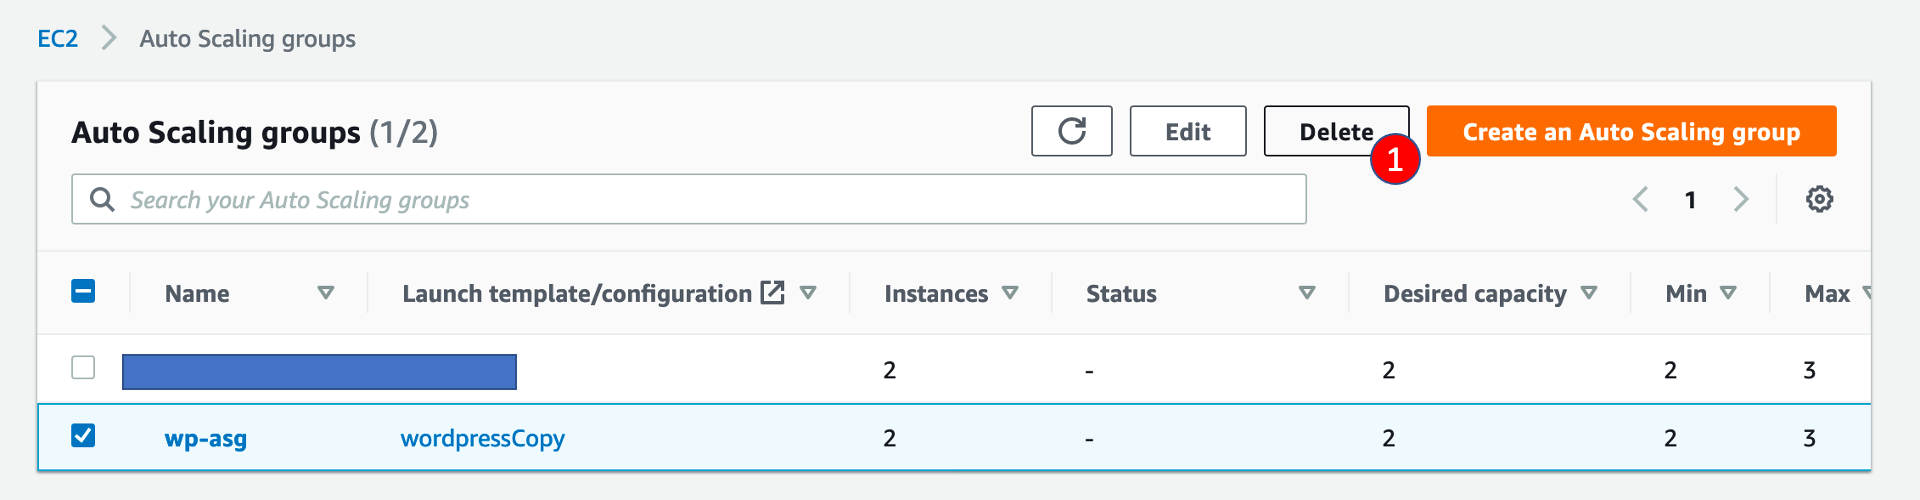 EC2 Auto Scaling groups
Auto Scaling groups (1/2) Edit Delete Create an Auto Scaling group
1
Search your Auto Scaling groups 1
Name Launch template/configuration Instances Status Desired capacity Min Max
2 - 2 2 3
wp-asg wordpressCopy 2 - 2 2 3